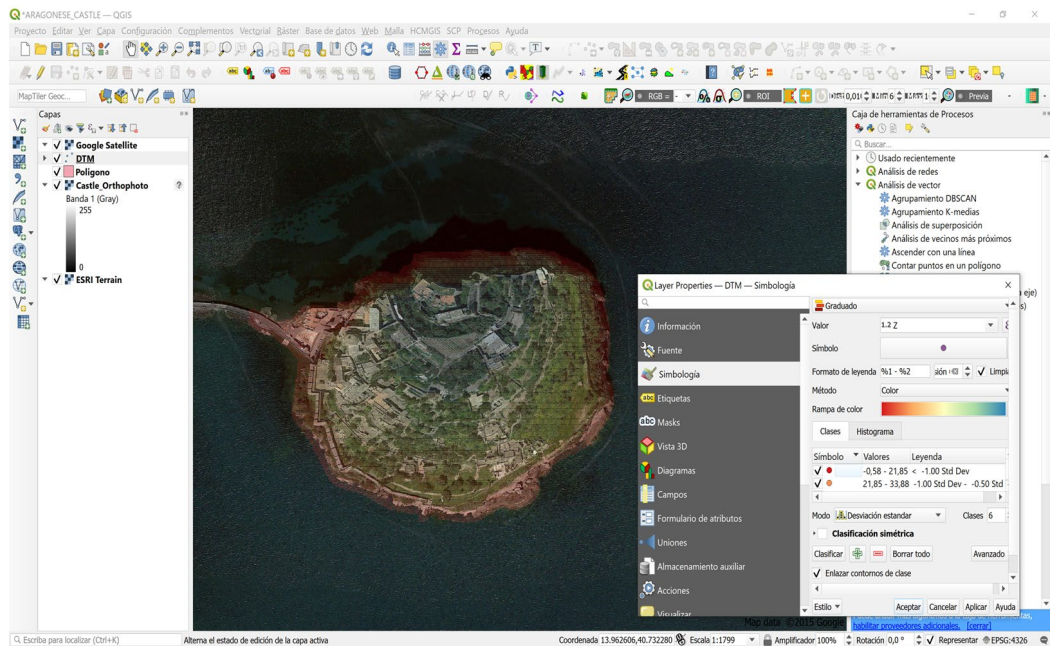 *ARAGONESE_CASTLE — QGIS
Proyecto Editar Ver Capa Configuración Complementos Vectorial Ráster Base de datos Web Malla HCMGIS SCP Procesos Ayuda
MapTiler Geoc...
RGB =
ROI
Previa
Capas
Google Satellite
DTM
Poligono
Castle_Orthophoto
?
Banda 1 (Gray)
255
0
ESRI Terrain
Caja de herramientas de Procesos
Buscar...
Usado recientemente
Análisis de redes
Análisis de vector
Agrupamiento DBSCAN
Agrupamiento K-medias
Análisis de superposición
Análisis de vecinos más próximos
Ascender con una línea
Contar puntos en un polígono
Layer Properties — DTM — Simbología
Información
Fuente
Simbología
Etiquetas
Masks
Vista 3D
Diagramas
Campos
Formulario de atributos
Uniones
Almacenamiento auxiliar
Acciones
Visualizar
Graduado
Valor 1.2 Z
Símbolo
Formato de leyenda %1 - %2
Método Color
Rampa de color
Clases Histograma
Símbolo Valores Leyenda
-0,58 - 21,85 < -1.00 Std Dev
21,85 - 33,88 -1.00 Std Dev - -0.50 Std
Modo Desviación estandar Clases 6
Clasificación simétrica
Clasificar Borrar todo Avanzado
Enlazar contornos de clase
Estilo Aceptar Cancelar Aplicar Ayuda
Map data ©2015 Google
habilitar proveedores adicionales. [cerrar]
Escriba para localizar (Ctrl+K) Alterna el estado de edición de la capa activa Coordenada 13.962606,40.732280 Escala 1:1799 Amplificador 100% Rotación 0,0 ° Representar EPSG:4326